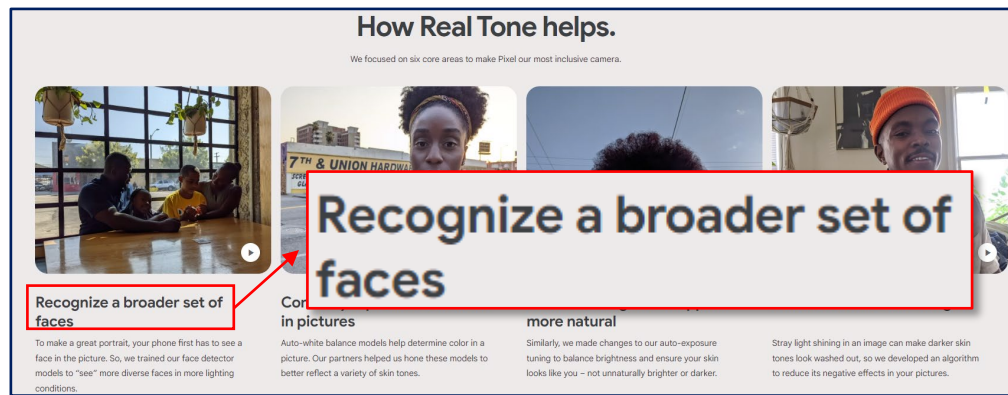 How Real Tone helps.
We focused on six core areas to make Pixel our most inclusive camera.
7TH & UNION HARDWA
Recognize a broader set of
faces
Recognize a broader set of
faces
To make a great portrait, your phone first has to see a
face in the picture. So, we trained our face detector
models to “see” more diverse faces in more lighting
conditions.
in pictures
Auto-white balance models help determine color in a
picture. Our partners helped us hone these models to
better reflect a variety of skin tones.
more natural
Similarly, we made changes to our auto-exposure
tuning to balance brightness and ensure your skin
looks like you – not unnaturally brighter or darker.
Stray light shining in an image can make darker skin
tones look washed out, so we developed an algorithm
to reduce its negative effects in your pictures.